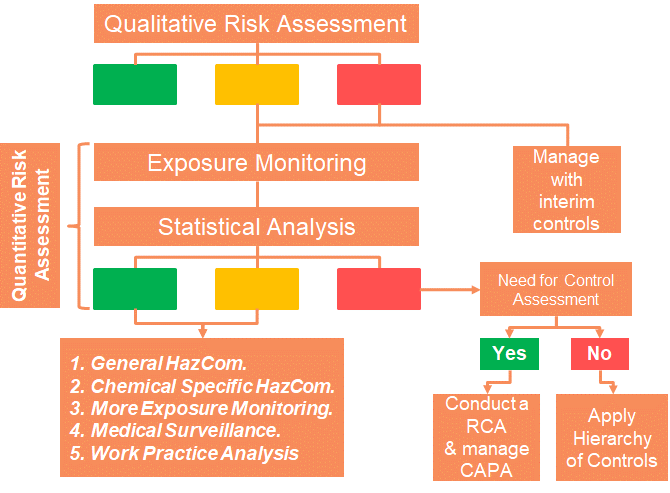 Qualitative Risk Assessment
Exposure Monitoring
Manage
with
interim
controls
Quantitative Risk
Assessment
Statistical Analysis
Need for Control
Assessment
Yes
No
1. General HazCom.
2. Chemical Specific HazCom.
3. More Exposure Monitoring.
4. Medical Surveillance.
5. Work Practice Analysis
Conduct a
RCA
& manage
CAPA
Apply
Hierarchy
of Controls